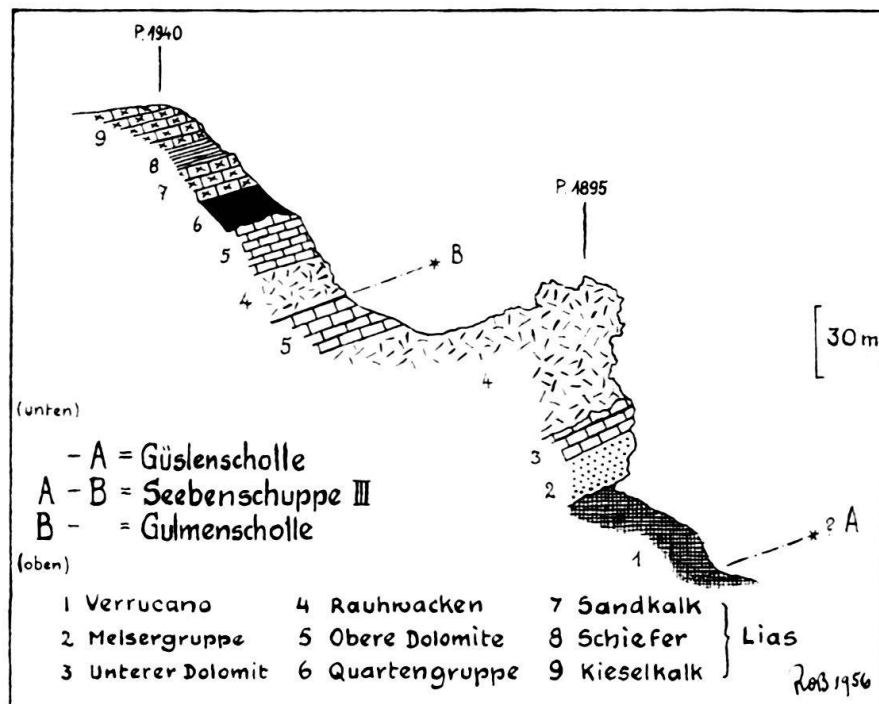 P. 1940
9
8
7
6
5
4
5
B
P. 1895
30m
4
3
2
1
? A
(unten)
- A = Güslenscholle
A - B = Seebenschuppe III
B - = Gulmenscholle
(oben)
1 Verrucano
2 Melsergruppe
3 Unterer Dolomit
4 Rauhwacken
5 Obere Dolomite
6 Quartengruppe
7 Sandkalk
8 Schiefer
9 Kieselkalk
Lias
1956